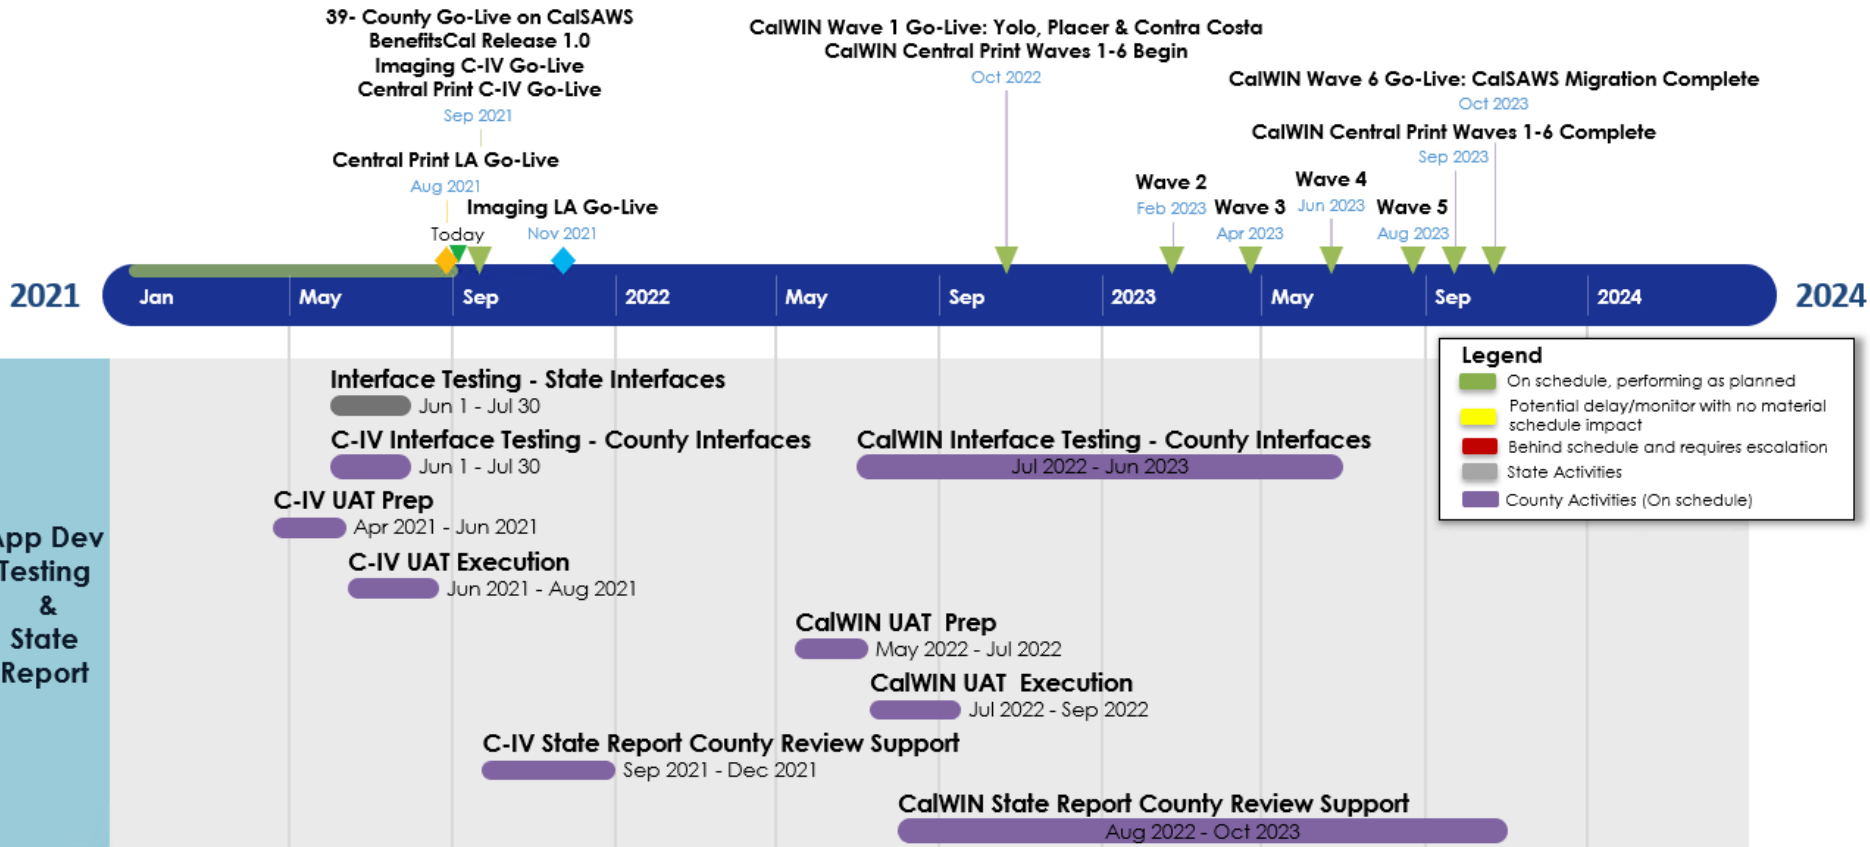 39- County Go-Live on CalSAWS
BenefitsCal Release 1.0
Imaging C-IV Go-Live
Central Print C-IV Go-Live
Sep 2021
Central Print LA Go-Live
Aug 2021
Imaging LA Go-Live
Today
Nov 2021
CalWIN Wave 1 Go-Live: Yolo, Placer & Contra Costa
CalWIN Central Print Waves 1-6 Begin
Oct 2022
CalWIN Wave 6 Go-Live: CalSAWS Migration Complete
Oct 2023
CalWIN Central Print Waves 1-6 Complete
Sep 2023
Wave 2
Feb 2023
Wave 3
Apr 2023
Wave 4
Jun 2023
Wave 5
Aug 2023
2021
Jan
May
Sep
2022
May
Sep
2023
May
Sep
2024
2024
Legend
On schedule, performing as planned
Potential delay/monitor with no material
schedule impact
Behind schedule and requires escalation
State Activities
County Activities (On schedule)
App Dev
Testing
&
State
Report
Interface Testing - State Interfaces
Jun 1 - Jul 30
C-IV Interface Testing - County Interfaces
Jun 1 - Jul 30
CalWIN Interface Testing - County Interfaces
Jul 2022 - Jun 2023
C-IV UAT Prep
Apr 2021 - Jun 2021
C-IV UAT Execution
Jun 2021 - Aug 2021
CalWIN UAT  Prep
May 2022 - Jul 2022
CalWIN UAT  Execution
Jul 2022 - Sep 2022
C-IV State Report County Review Support
Sep 2021 - Dec 2021
CalWIN State Report County Review Support
Aug 2022 - Oct 2023